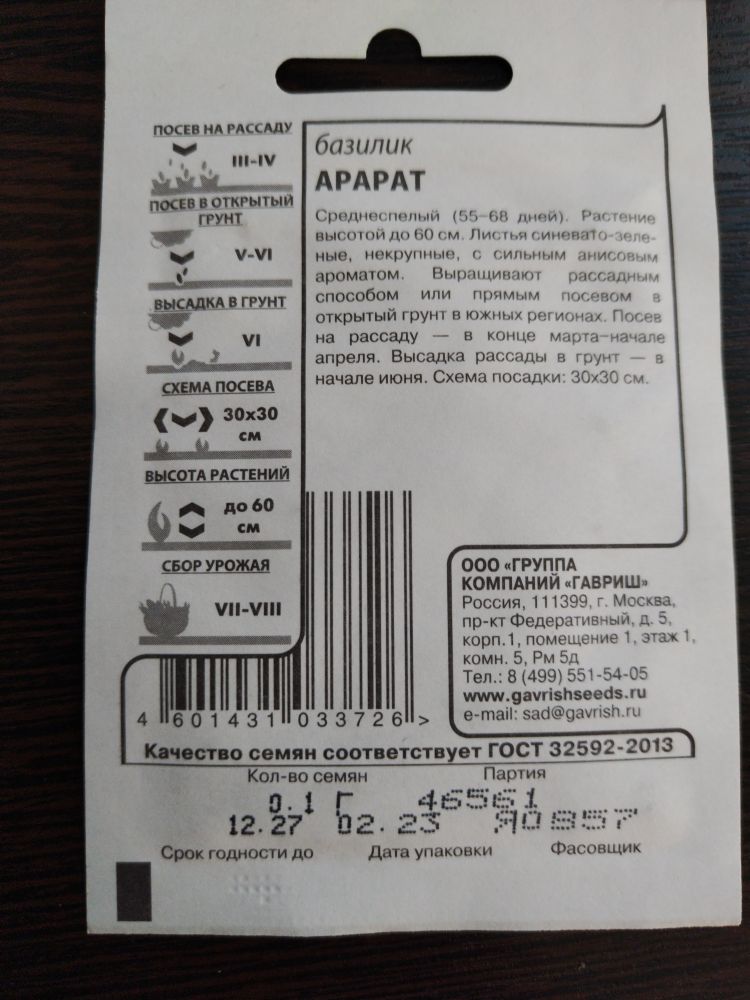 ПОСЕВ НА РАССАДУ
III-IV
ПОСЕВ В ОТКРЫТЫЙ
ГРУНТ
V-VI
ВЫСАДКА В ГРУНТ
VI
СХЕМА ПОСЕВА
30х30
см
ВЫСОТА РАСТЕНИЙ
до 60
см
СБОР УРОЖАЯ
VII-VIII
базилик
АРАРАТ
Среднеспелый (55–68 дней). Растение
высотой до 60 см. Листья синевато-зеле-
ные, некрупные, с сильным анисовым
ароматом. Выращивают рассадным
способом или прямым посевом в
открытый грунт в южных регионах. Посев
на рассаду — в конце марта–начале
апреля. Высадка рассады в грунт — в
начале июня. Схема посадки: 30х30 см.
ООО «ГРУППА
КОМПАНИЙ «ГАВРИШ»
Россия, 111399, г. Москва,
пр-кт Федеративный, д. 5,
корп.1, помещение 1, этаж 1,
комн. 5, Рм 5д
Тел.: 8 (499) 551-54-05
www.gavrishseeds.ru
e-mail: sad@gavrish.ru
4 601431 033726 >
Качество семян соответствует ГОСТ 32592-2013
Кол-во семян Партия
0.1 Г 46561
12.27 02.23 Я0857
Срок годности до Дата упаковки Фасовщик